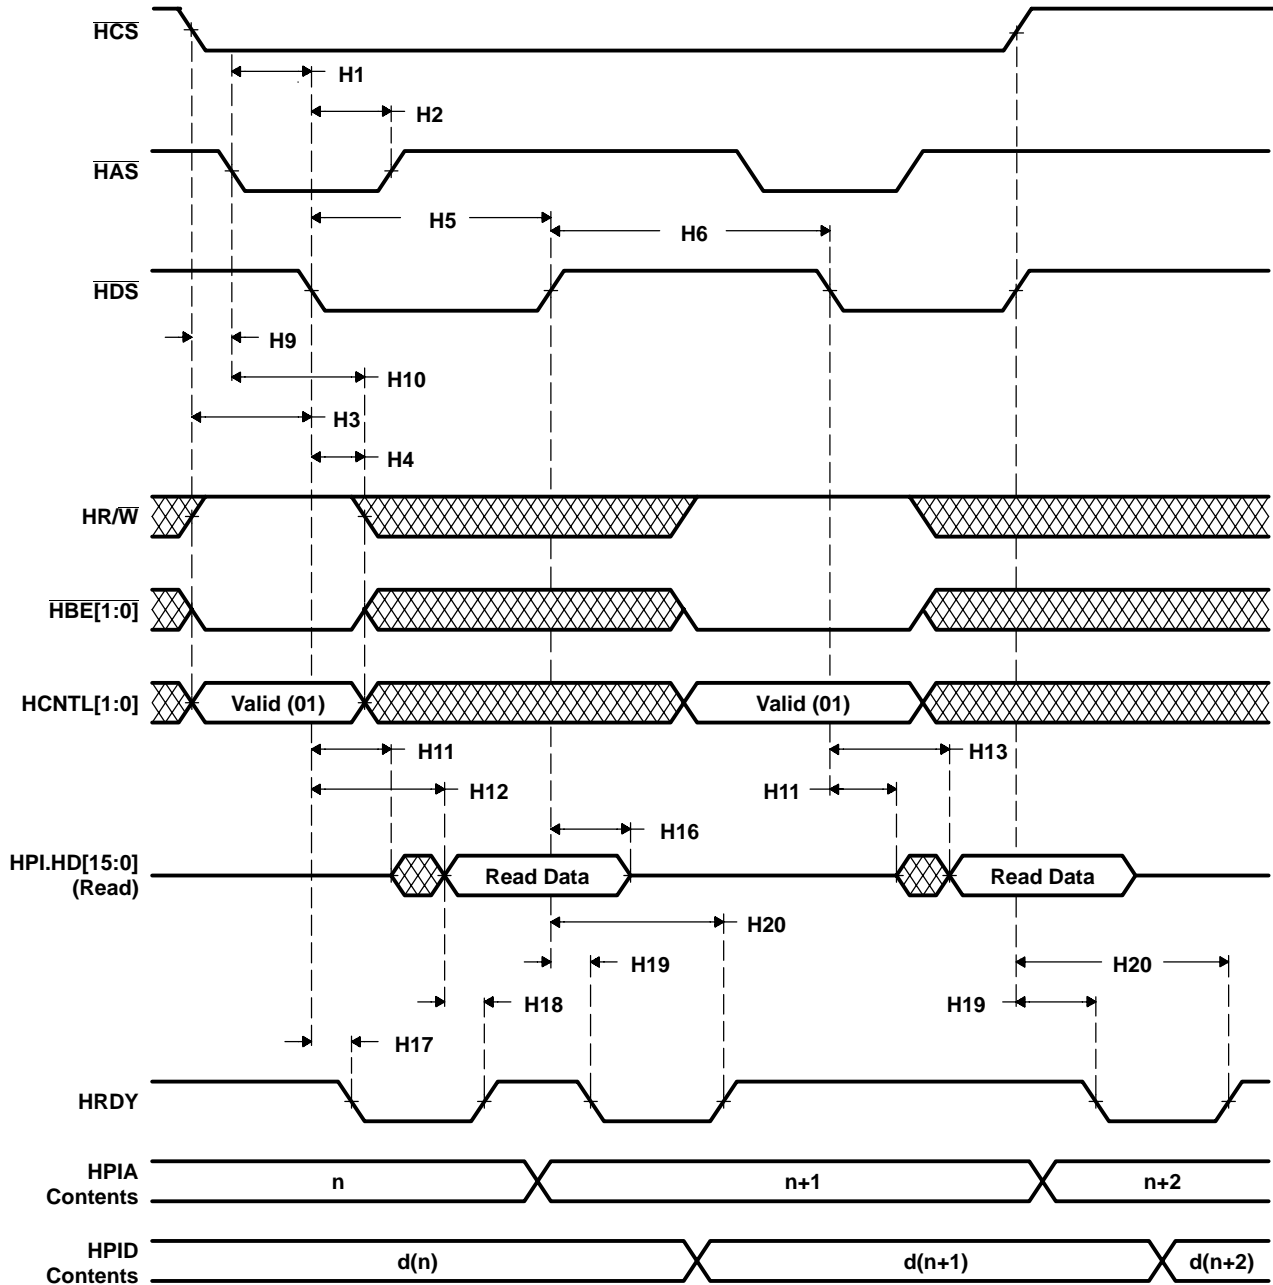 HCS
H1
H2
HAS
H5
H6
HDS
H9
H10
H3
H4
HR/W
HBE[1:0]
HCNTL[1:0]
Valid (01)
Valid (01)
H11
H13
H12
H11
H16
HPI.HD[15:0]
(Read)
Read Data
Read Data
H20
H19
H20
H18
H19
H17
HRDY
HPIA
Contents
n
n+1
n+2
HPID
Contents
d(n)
d(n+1)
d(n+2)